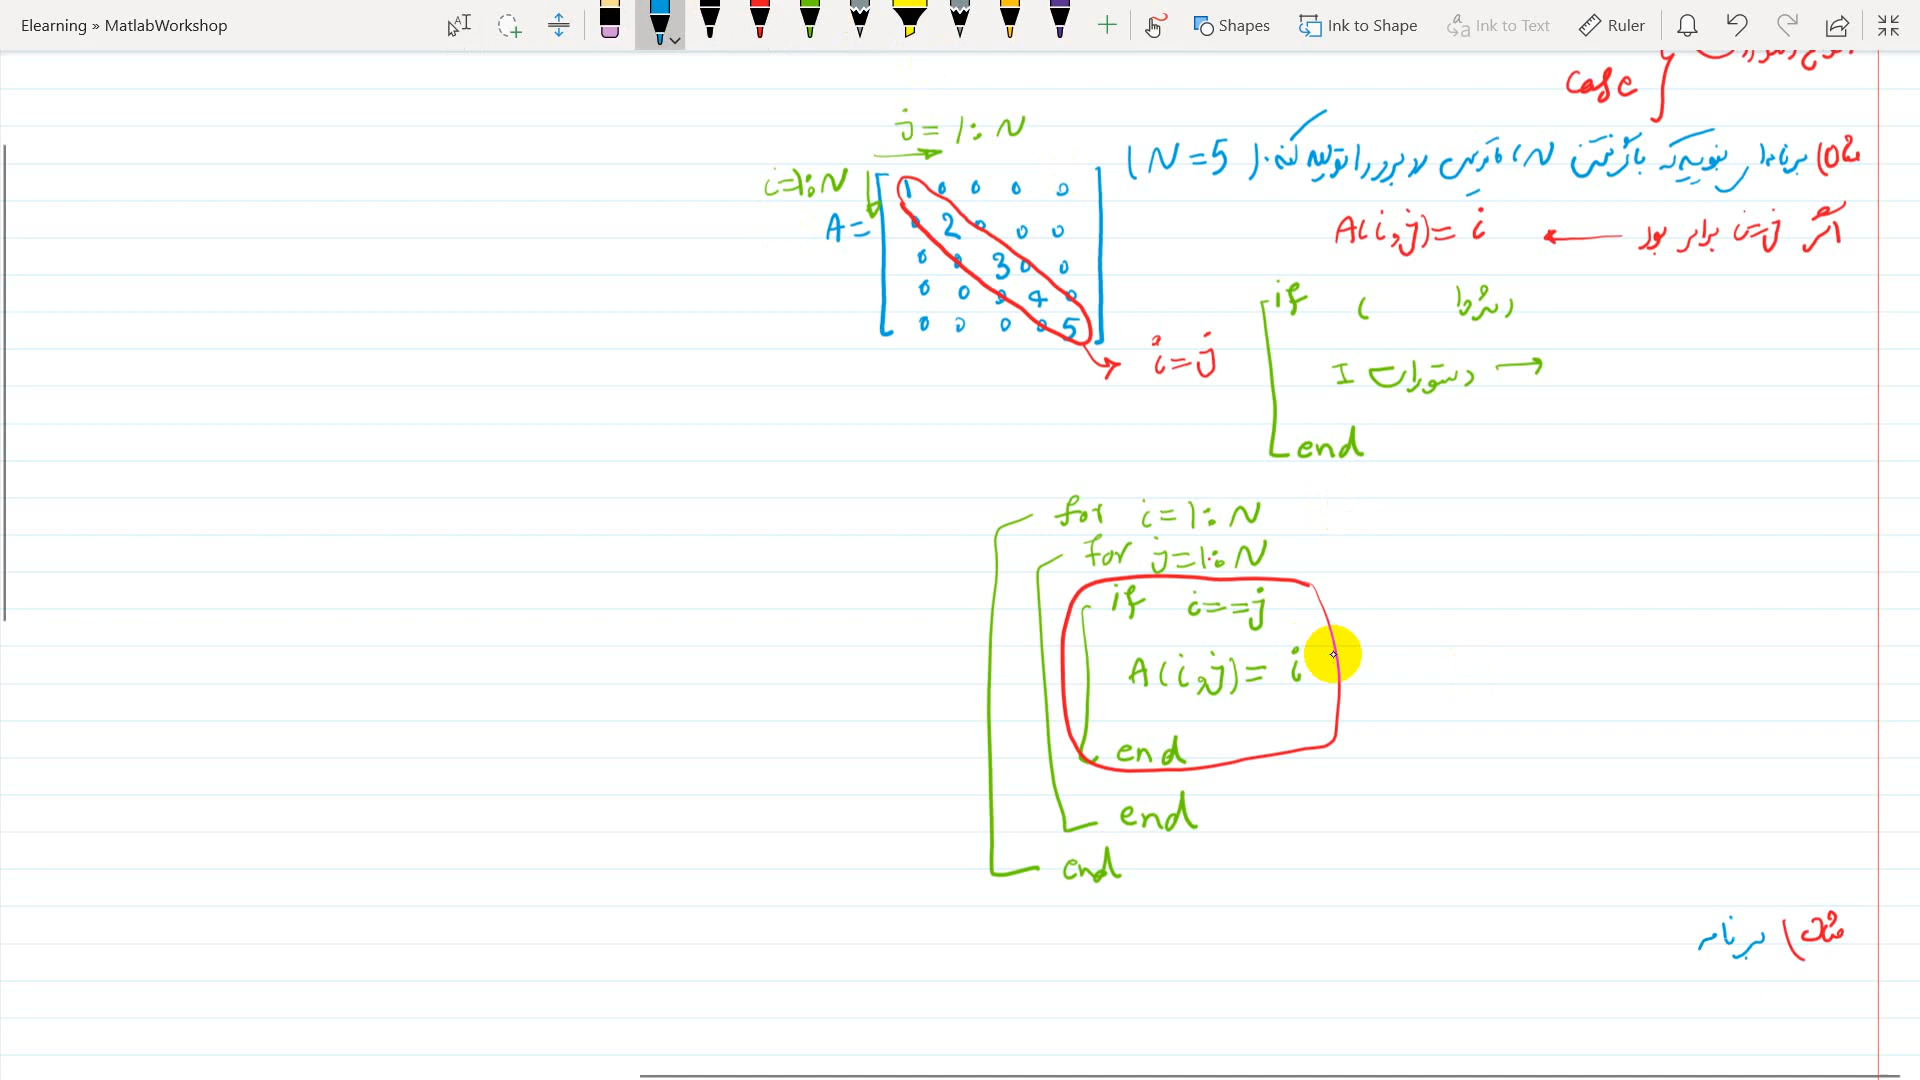 Elearning » MatlabWorkshop
Shapes Ink to Shape Ink to Text Ruler
case
j = 1:N
مثال) برنامه‌ای بنویسید که با گرفتن N، ماتریس را تولید کند. (N = 5)
i=1:N
A =
1 0 0 0 0
0 2 0 0 0
0 0 3 0 0
0 0 0 4 0
0 0 0 0 5
i = j
اگر i=j برابر بود ← A(i,j) = i
if (شرط)
دستورات I →
end
for i = 1:N
for j = 1:N
if i==j
A(i,j) = i
end
end
end
مثال) برنامه